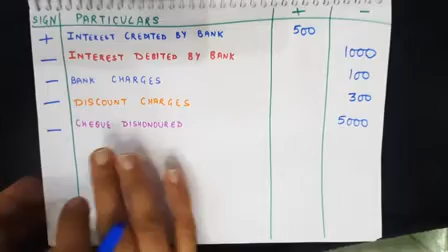 SIGN PARTICULARS + −
+ INTEREST CREDITED BY BANK 500
− INTEREST DEBITED BY BANK 1000
− BANK CHARGES 100
− DISCOUNT CHARGES 300
− CHEQUE DISHONOURED 5000